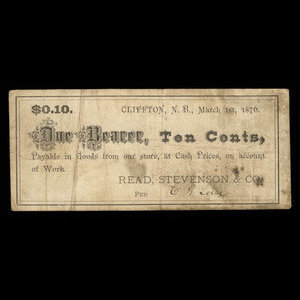 $0.10. CLIFFTON, N. B., March 1st, 1876.
Due Bearer, Ten Cents,
Payable in Goods from our store, at Cash Prices, on account
of Work.
READ, STEVENSON & CO.
PER